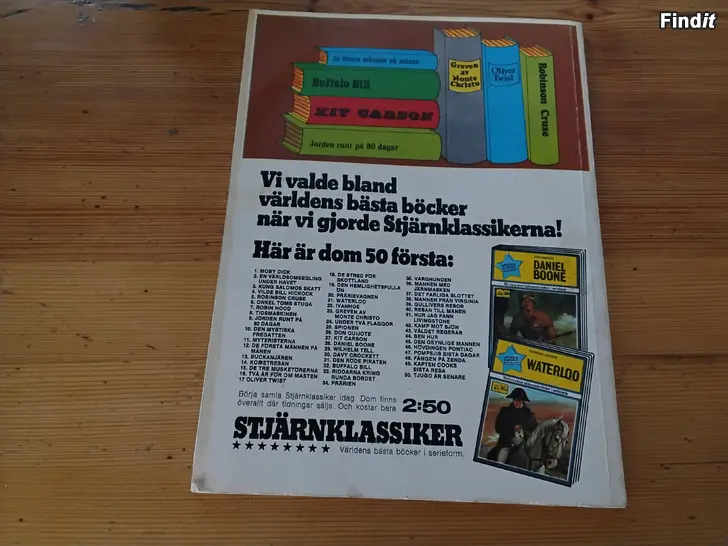 Findit
De första männen på månen
Buffalo Bill
KIT CARSON
Jorden runt på 80 dagar
Greven
av
Monte
Christo
Oliver
Twist
Robinson Cruse
Vi valde bland
världens bästa böcker
när vi gjorde Stjärnklassikerna!
Här är dom 50 första:
1. MOBY DICK
2. EN VÄRLDSOMSEGLING
UNDER HAVET
3. KUNG SALOMOS SKATT
4. VILDE BILL HICKOCK
5. ROBINSON CRUSE
6. ONKEL TOMS STUGA
7. ROBIN HOOD
8. TIDSMASKINEN
9. JORDEN RUNT PÅ
80 DAGAR
10. DEN MYSTISKA
FREGATTEN
11. MYTERISTERNA
12. DE FÖRSTA MÄNNEN PÅ
MÅNEN
13. BUCKANJÄREN
14. KOMETRESAN
15. DE TRE MUSKETÖRERNA
16. TVÅ ÅR FÖR OM MASTEN
17. OLIVER TWIST
18. DE STRED FÖR
SKOTTLAND
19. DEN HEMLIGHETSFULLA
ÖN
20. PRÄRIEVAGNEN
21. WATERLOO
22. IVANHOE
23. GREVEN AV
MONTE CHRISTO
24. UNDER TVÅ FLAGGOR
25. SPIONEN
26. DON QUIJOTE
27. KIT CARSON
28. DANIEL BOONE
29. WILHELM TELL
30. DAVY CROCKETT
31. DEN RÖDE PIRATEN
32. BUFFALO BILL
33. RIDDARNA KRING
RUNDA BORDET
34. PRÄRIEN
35. VARGHUNDEN
36. MANNEN MED
JÄRNMASKEN
37. DET FARLIGA SLOTTET
38. MANNEN FRÅN VIRGINIA
39. GULLIVERS RESOR
40. RESAN TILL MÅNEN
41. HUR JAG FANN
LIVINGSTONE
42. KAMP MOT SJÖN
43. VÅLDET REGERAR
44. BEN HUR
45. DEN OSYNLIGE MANNEN
46. HÖVDINGEN PONTIAC
47. POMPEJIS SISTA DAGAR
48. FÅNGEN PÅ ZENDA
49. KAPTEN COOKS
SISTA RESA
50. TJUGO ÅR SENARE
Börja samla Stjärnklassiker idag. Dom finns
överallt där tidningar säljs. Och kostar bara 2:50
STJÄRNKLASSIKER
Världens bästa böcker i serieform.
DANIEL
BOONE
WATERLOO